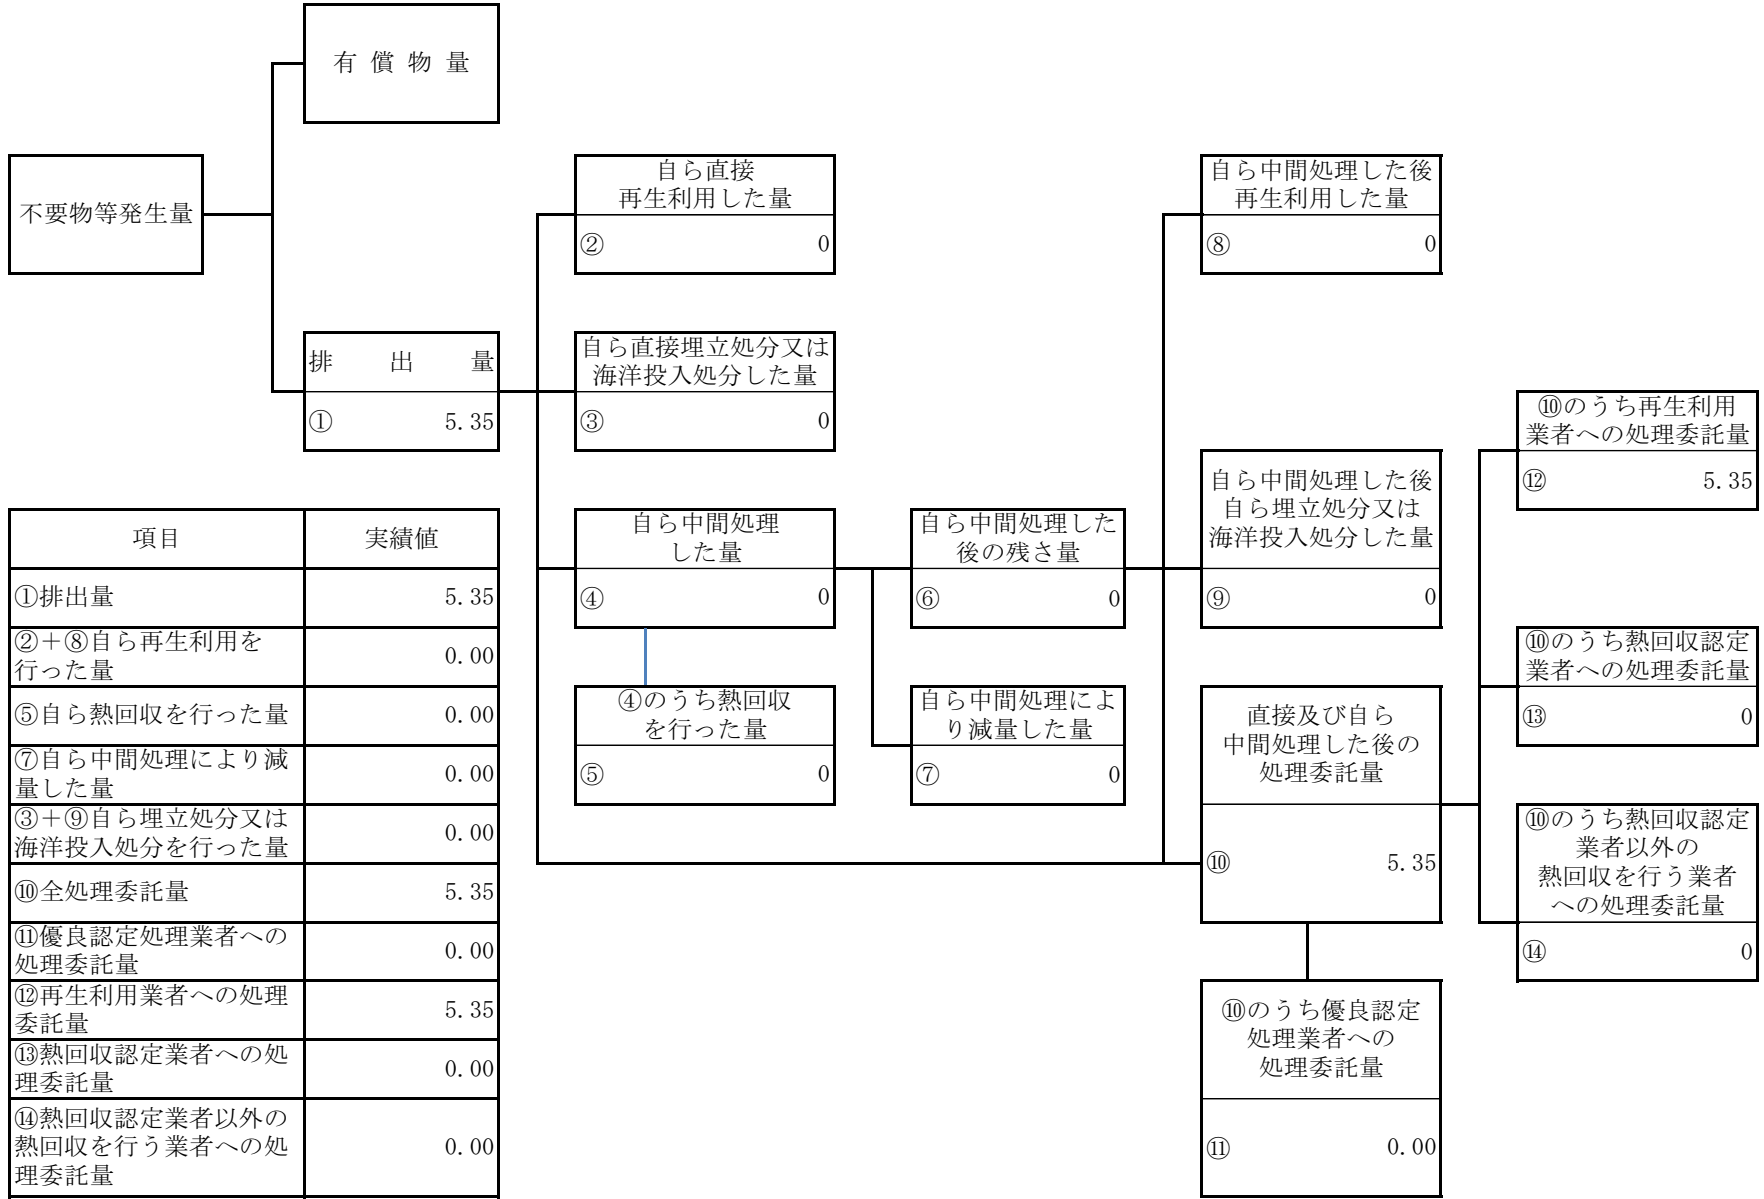 有償物量
不要物等発生量
自ら直接
再生利用した量
② 0
自ら中間処理した後
再生利用した量
⑧ 0
排出量
① 5.35
自ら直接埋立処分又は
海洋投入処分した量
③ 0
⑩のうち再生利用
業者への処理委託量
⑫ 5.35
自ら中間処理した後
自ら埋立処分又は
海洋投入処分した量
⑨ 0
自ら中間処理
した量
④ 0
自ら中間処理した
後の残さ量
⑥ 0
⑩のうち熱回収認定
業者への処理委託量
⑬ 0
④のうち熱回収
を行った量
⑤ 0
自ら中間処理によ
り減量した量
⑦ 0
直接及び自ら
中間処理した後の
処理委託量
⑩ 5.35
⑩のうち熱回収認定
業者以外の
熱回収を行う業者
への処理委託量
⑭ 0
⑩のうち優良認定
処理業者への
処理委託量
⑪ 0.00
項目 実績値
①排出量 5.35
②＋⑧自ら再生利用を
行った量 0.00
⑤自ら熱回収を行った量 0.00
⑦自ら中間処理により減
量した量 0.00
③＋⑨自ら埋立処分又は
海洋投入処分を行った量 0.00
⑩全処理委託量 5.35
⑪優良認定処理業者への
処理委託量 0.00
⑫再生利用業者への処理
委託量 5.35
⑬熱回収認定業者への処
理委託量 0.00
⑭熱回収認定業者以外の
熱回収を行う業者への処
理委託量 0.00